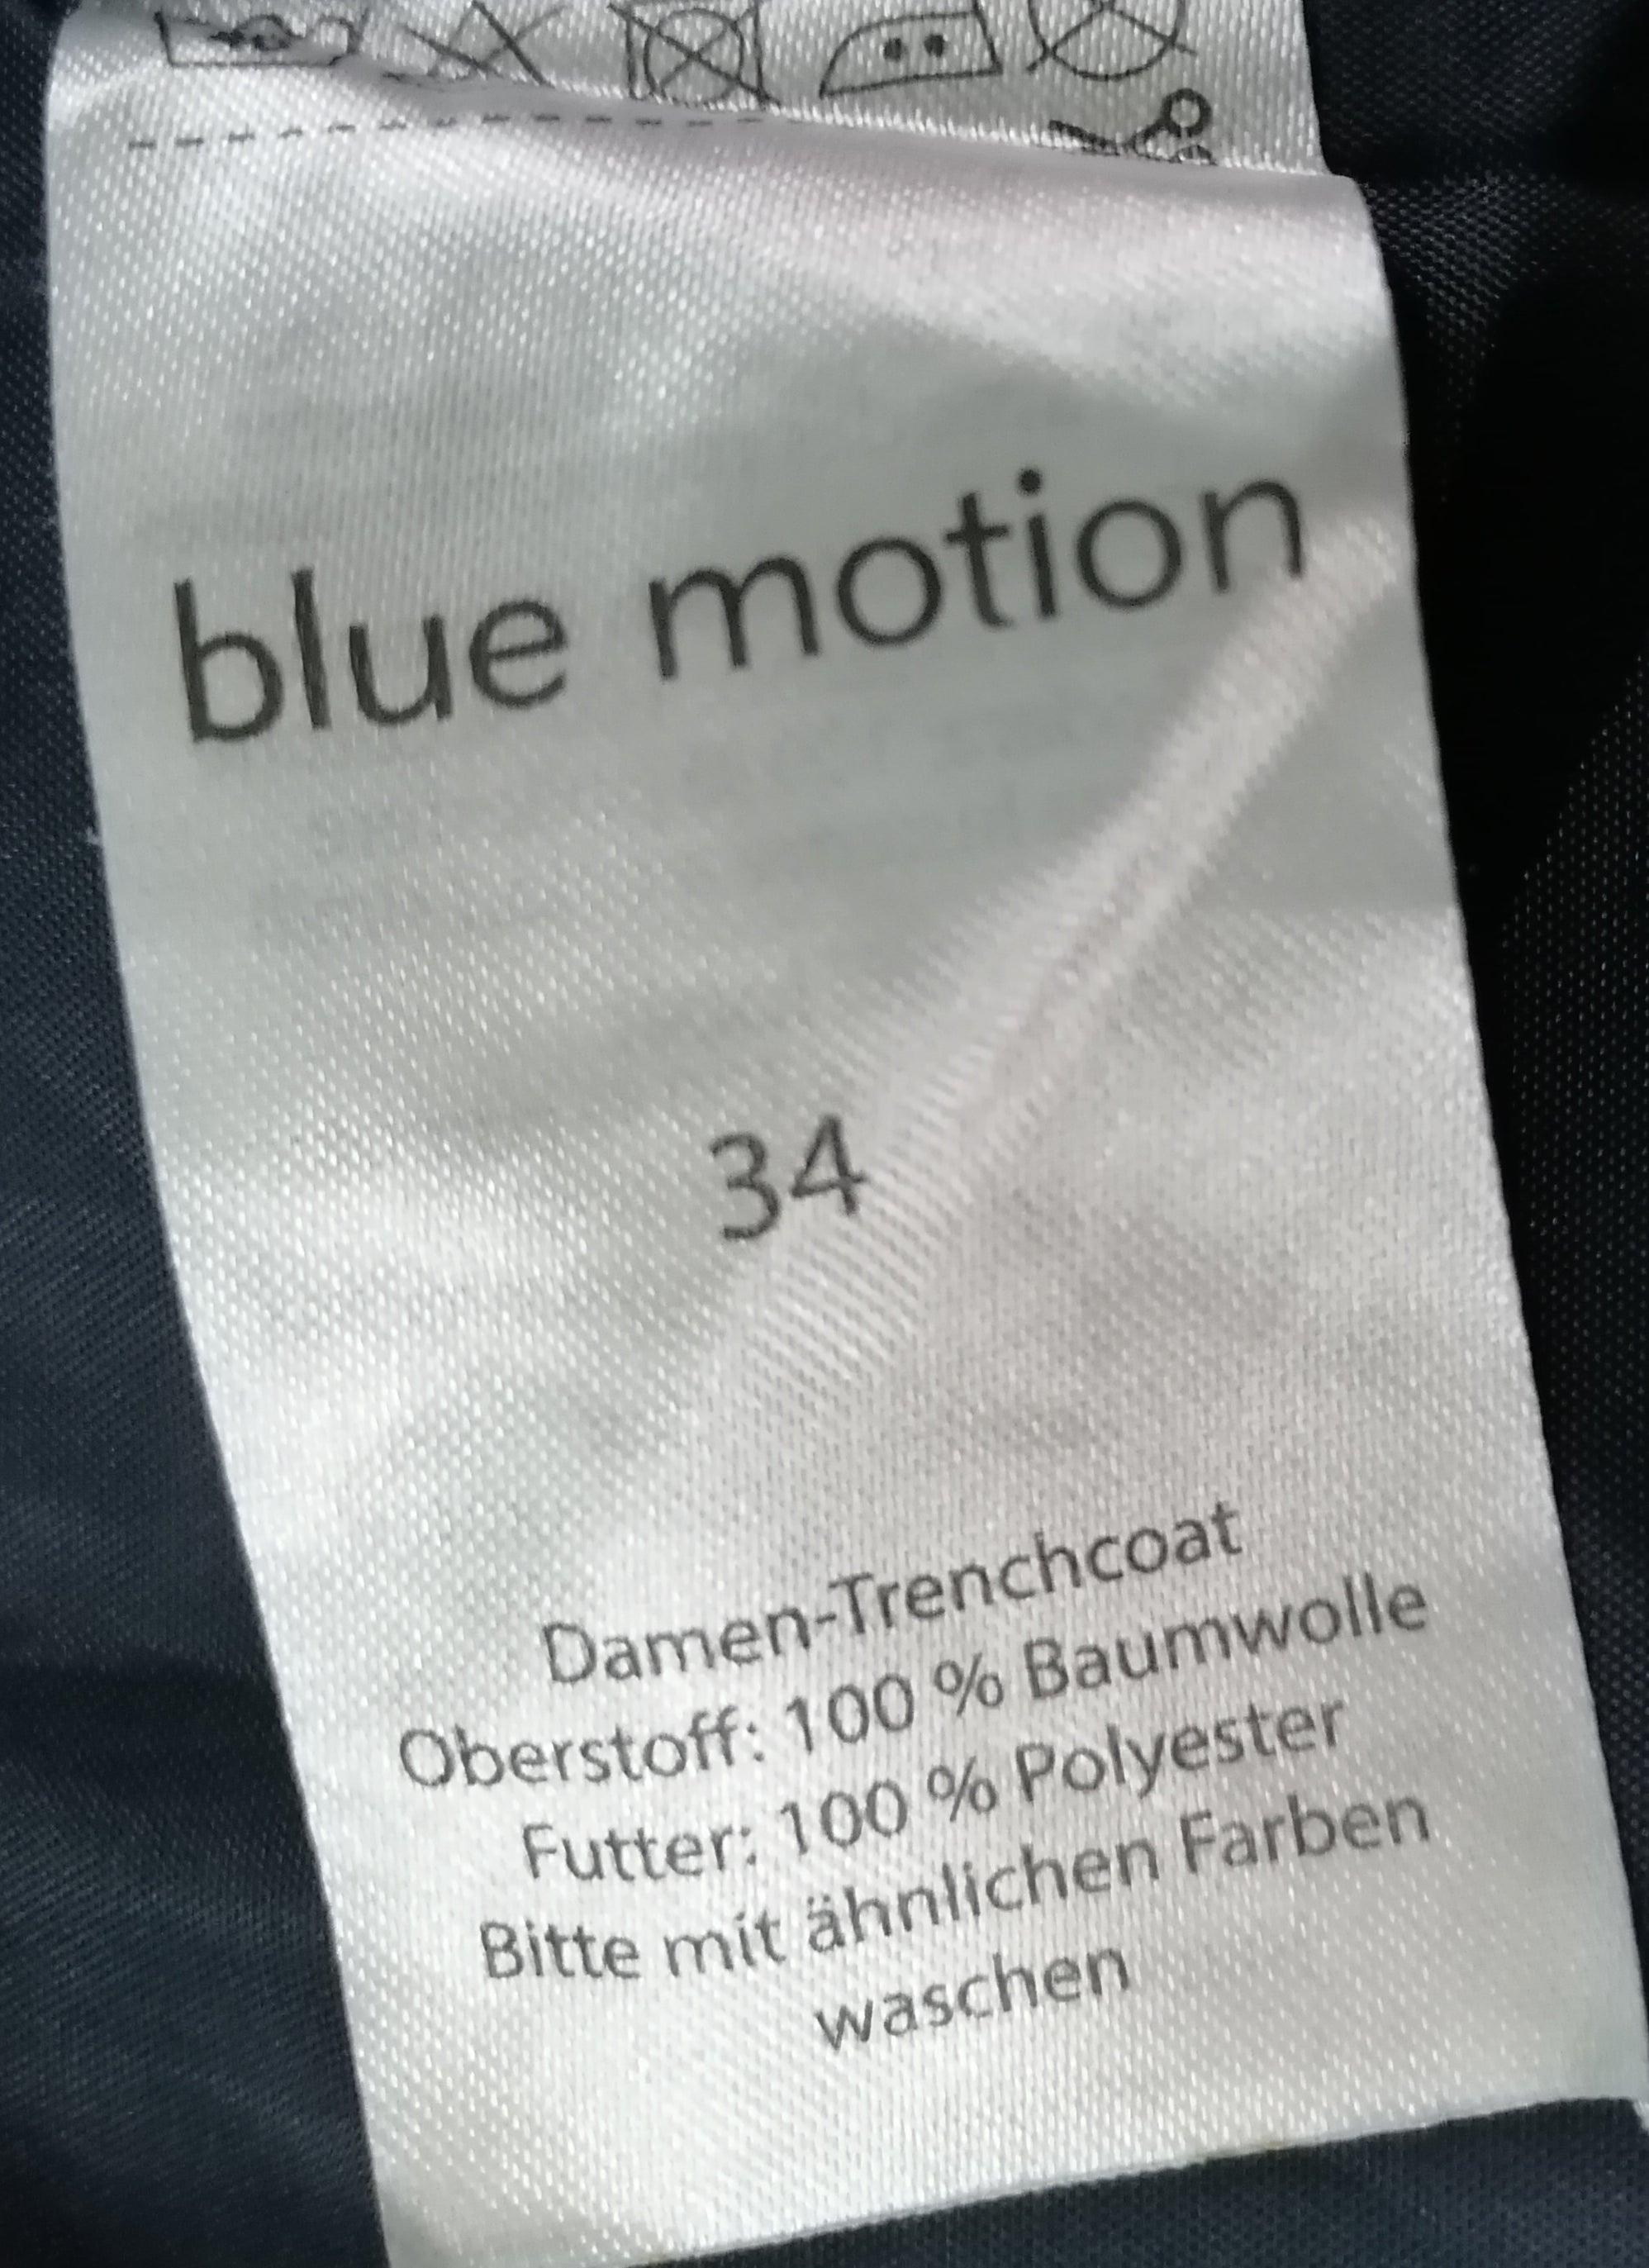 blue motion
34
Damen-Trenchcoat
Oberstoff: 100 % Baumwolle
Futter: 100 % Polyester
Bitte mit ähnlichen Farben
waschen